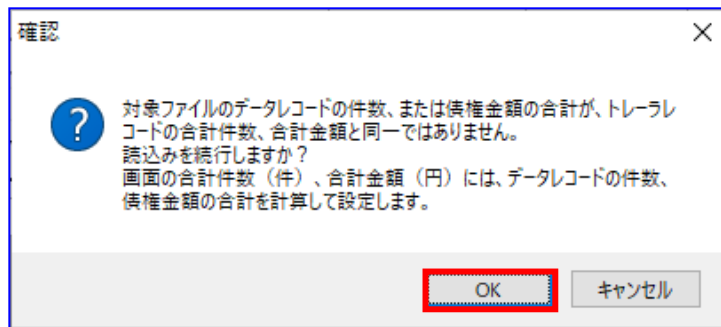 確認
対象ファイルのデータレコードの件数、または債権金額の合計が、トレーラレ
コードの合計件数、合計金額と同一ではありません。
読込みを続行しますか？
画面の合計件数（件）、合計金額（円）には、データレコードの件数、
債権金額の合計を計算して設定します。
OK
キャンセル